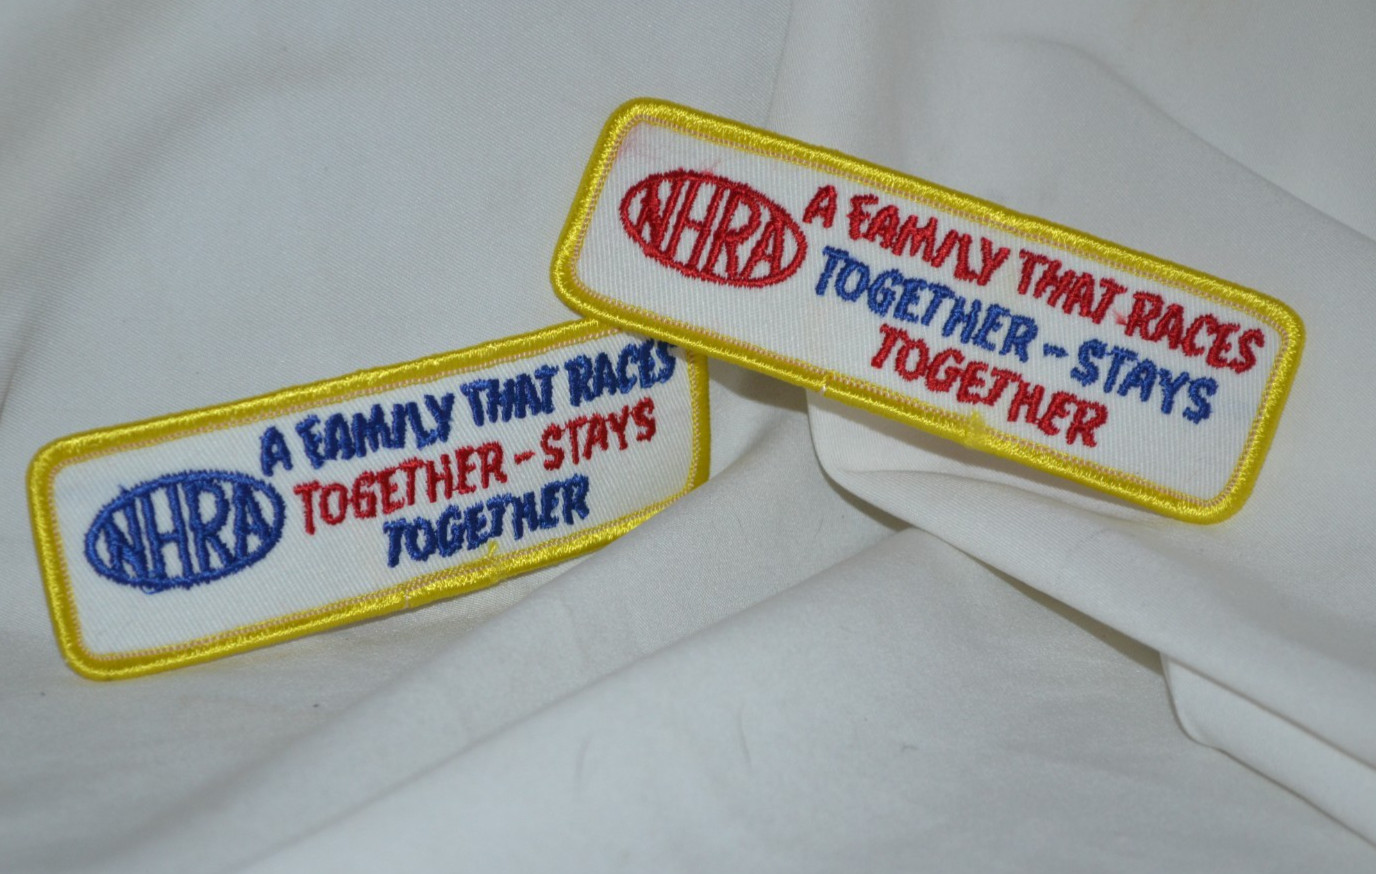 NHRA
A FAMILY THAT RACES
TOGETHER - STAYS
TOGETHER
NHRA
A FAMILY THAT RACES
TOGETHER - STAYS
TOGETHER